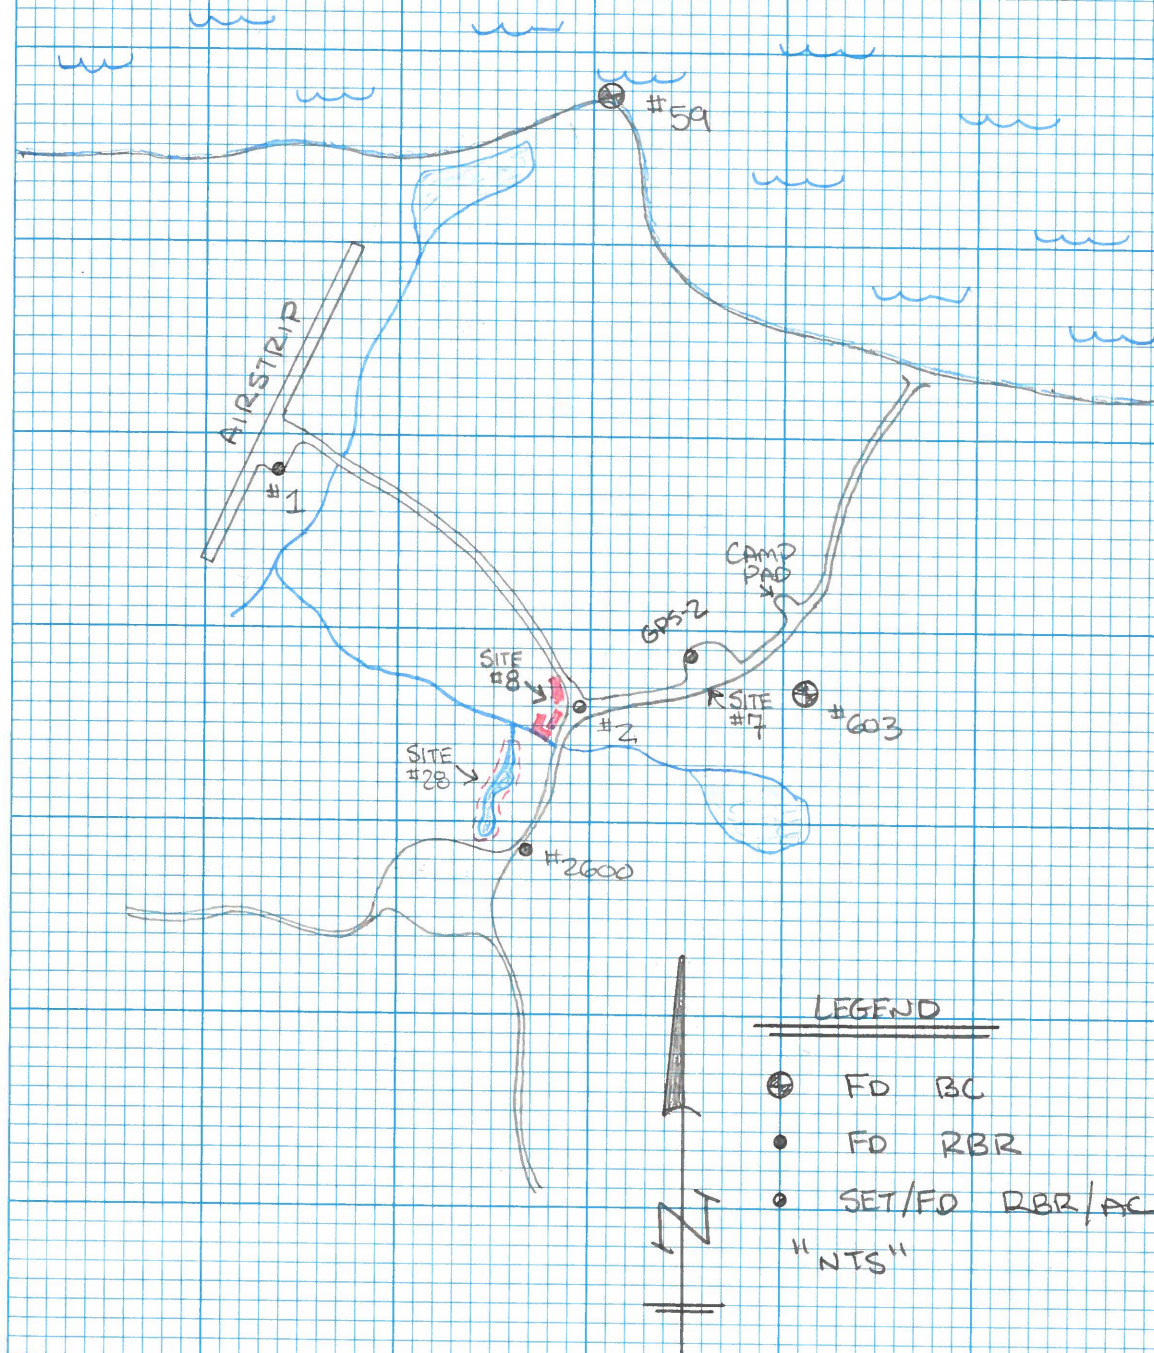 #59
AIRSTRIP
#1
CAMP
PAD
GPS-2
SITE
#8
SITE
#7
#603
#2
SITE
#28
#2600
LEGEND
FD BC
FD RBR
SET/FD RBR/AC
"NTS"
N